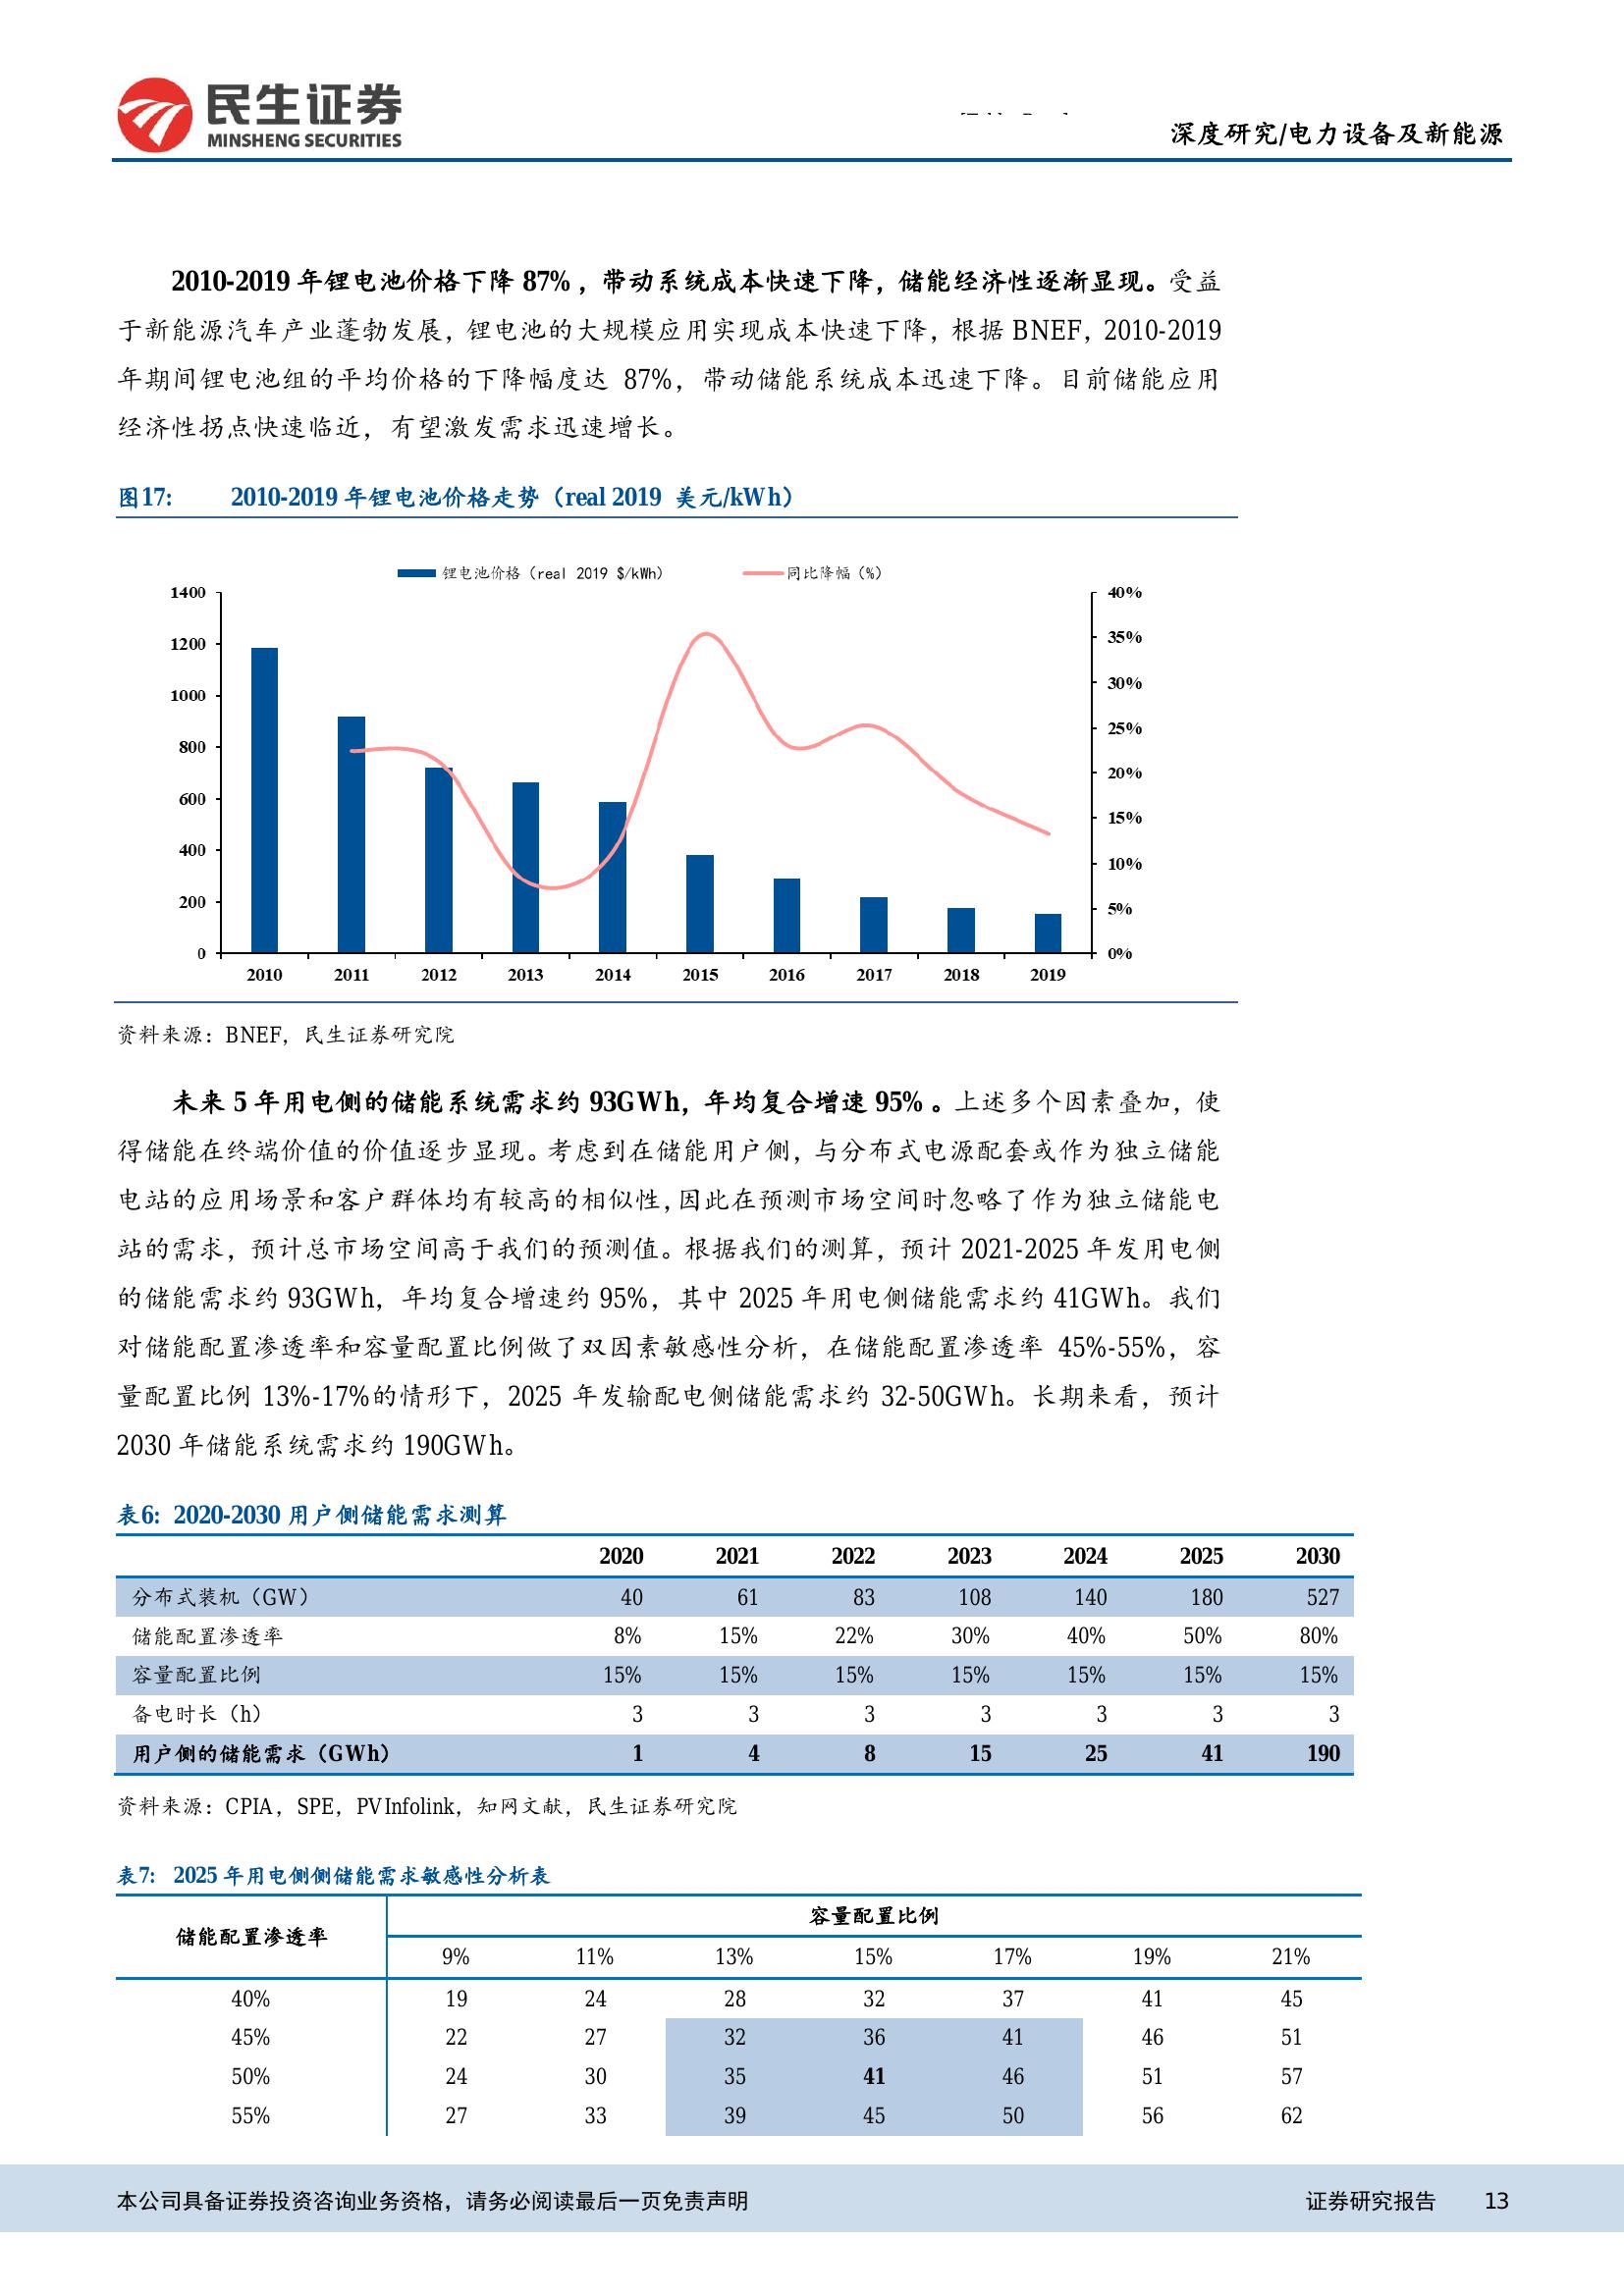 民生证券
MINSHENG SECURITIES
深度研究/电力设备及新能源
2010-2019 年锂电池价格下降 87%，带动系统成本快速下降，储能经济性逐渐显现。受益
于新能源汽车产业蓬勃发展，锂电池的大规模应用实现成本快速下降，根据 BNEF，2010-2019
年期间锂电池组的平均价格的下降幅度达 87%，带动储能系统成本迅速下降。目前储能应用
经济性拐点快速临近，有望激发需求迅速增长。
图17: 2010-2019 年锂电池价格走势（real 2019 美元/kWh）
锂电池价格（real 2019 $/kWh） 同比降幅（%）
1400 40%
1200 35%
1000 30%
800 25%
600 20%
400 15%
200 10%
0 5%
0%
2010 2011 2012 2013 2014 2015 2016 2017 2018 2019
资料来源：BNEF，民生证券研究院
未来 5 年用电侧的储能系统需求约 93GWh，年均复合增速 95%。上述多个因素叠加，使
得储能在终端价值的价值逐步显现。考虑到在储能用户侧，与分布式电源配套或作为独立储能
电站的应用场景和客户群体均有较高的相似性，因此在预测市场空间时忽略了作为独立储能电
站的需求，预计总市场空间高于我们的预测值。根据我们的测算，预计 2021-2025 年发用电侧
的储能需求约 93GWh，年均复合增速约 95%，其中 2025 年用电侧储能需求约 41GWh。我们
对储能配置渗透率和容量配置比例做了双因素敏感性分析，在储能配置渗透率 45%-55%，容
量配置比例 13%-17%的情形下，2025 年发输配电侧储能需求约 32-50GWh。长期来看，预计
2030 年储能系统需求约 190GWh。
表6: 2020-2030 用户侧储能需求测算
2020 2021 2022 2023 2024 2025 2030
分布式装机（GW） 40 61 83 108 140 180 527
储能配置渗透率 8% 15% 22% 30% 40% 50% 80%
容量配置比例 15% 15% 15% 15% 15% 15% 15%
备电时长（h） 3 3 3 3 3 3 3
用户侧的储能需求（GWh） 1 4 8 15 25 41 190
资料来源：CPIA，SPE，PVInfolink，知网文献，民生证券研究院
表7: 2025 年用电侧侧储能需求敏感性分析表
储能配置渗透率 容量配置比例
9% 11% 13% 15% 17% 19% 21%
40% 19 24 28 32 37 41 45
45% 22 27 32 36 41 46 51
50% 24 30 35 41 46 51 57
55% 27 33 39 45 50 56 62
本公司具备证券投资咨询业务资格，请务必阅读最后一页免责声明 证券研究报告 13